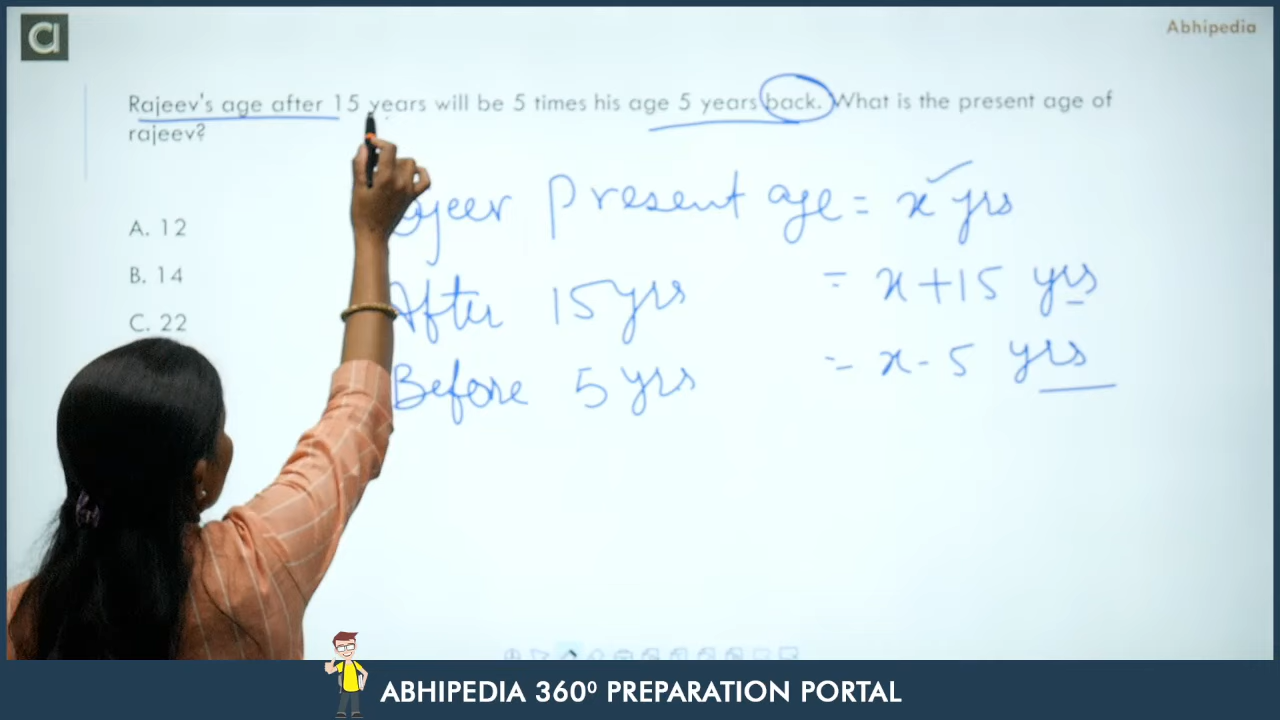 Abhipedia
Rajeev's age after 15 years will be 5 times his age 5 years back. What is the present age of
rajeev?
present age = x yrs
A. 12
B. 14
After 15 yrs = x+15 yrs
C. 22
Before 5 yrs = x-5 yrs
ABHIPEDIA 360⁰ PREPARATION PORTAL